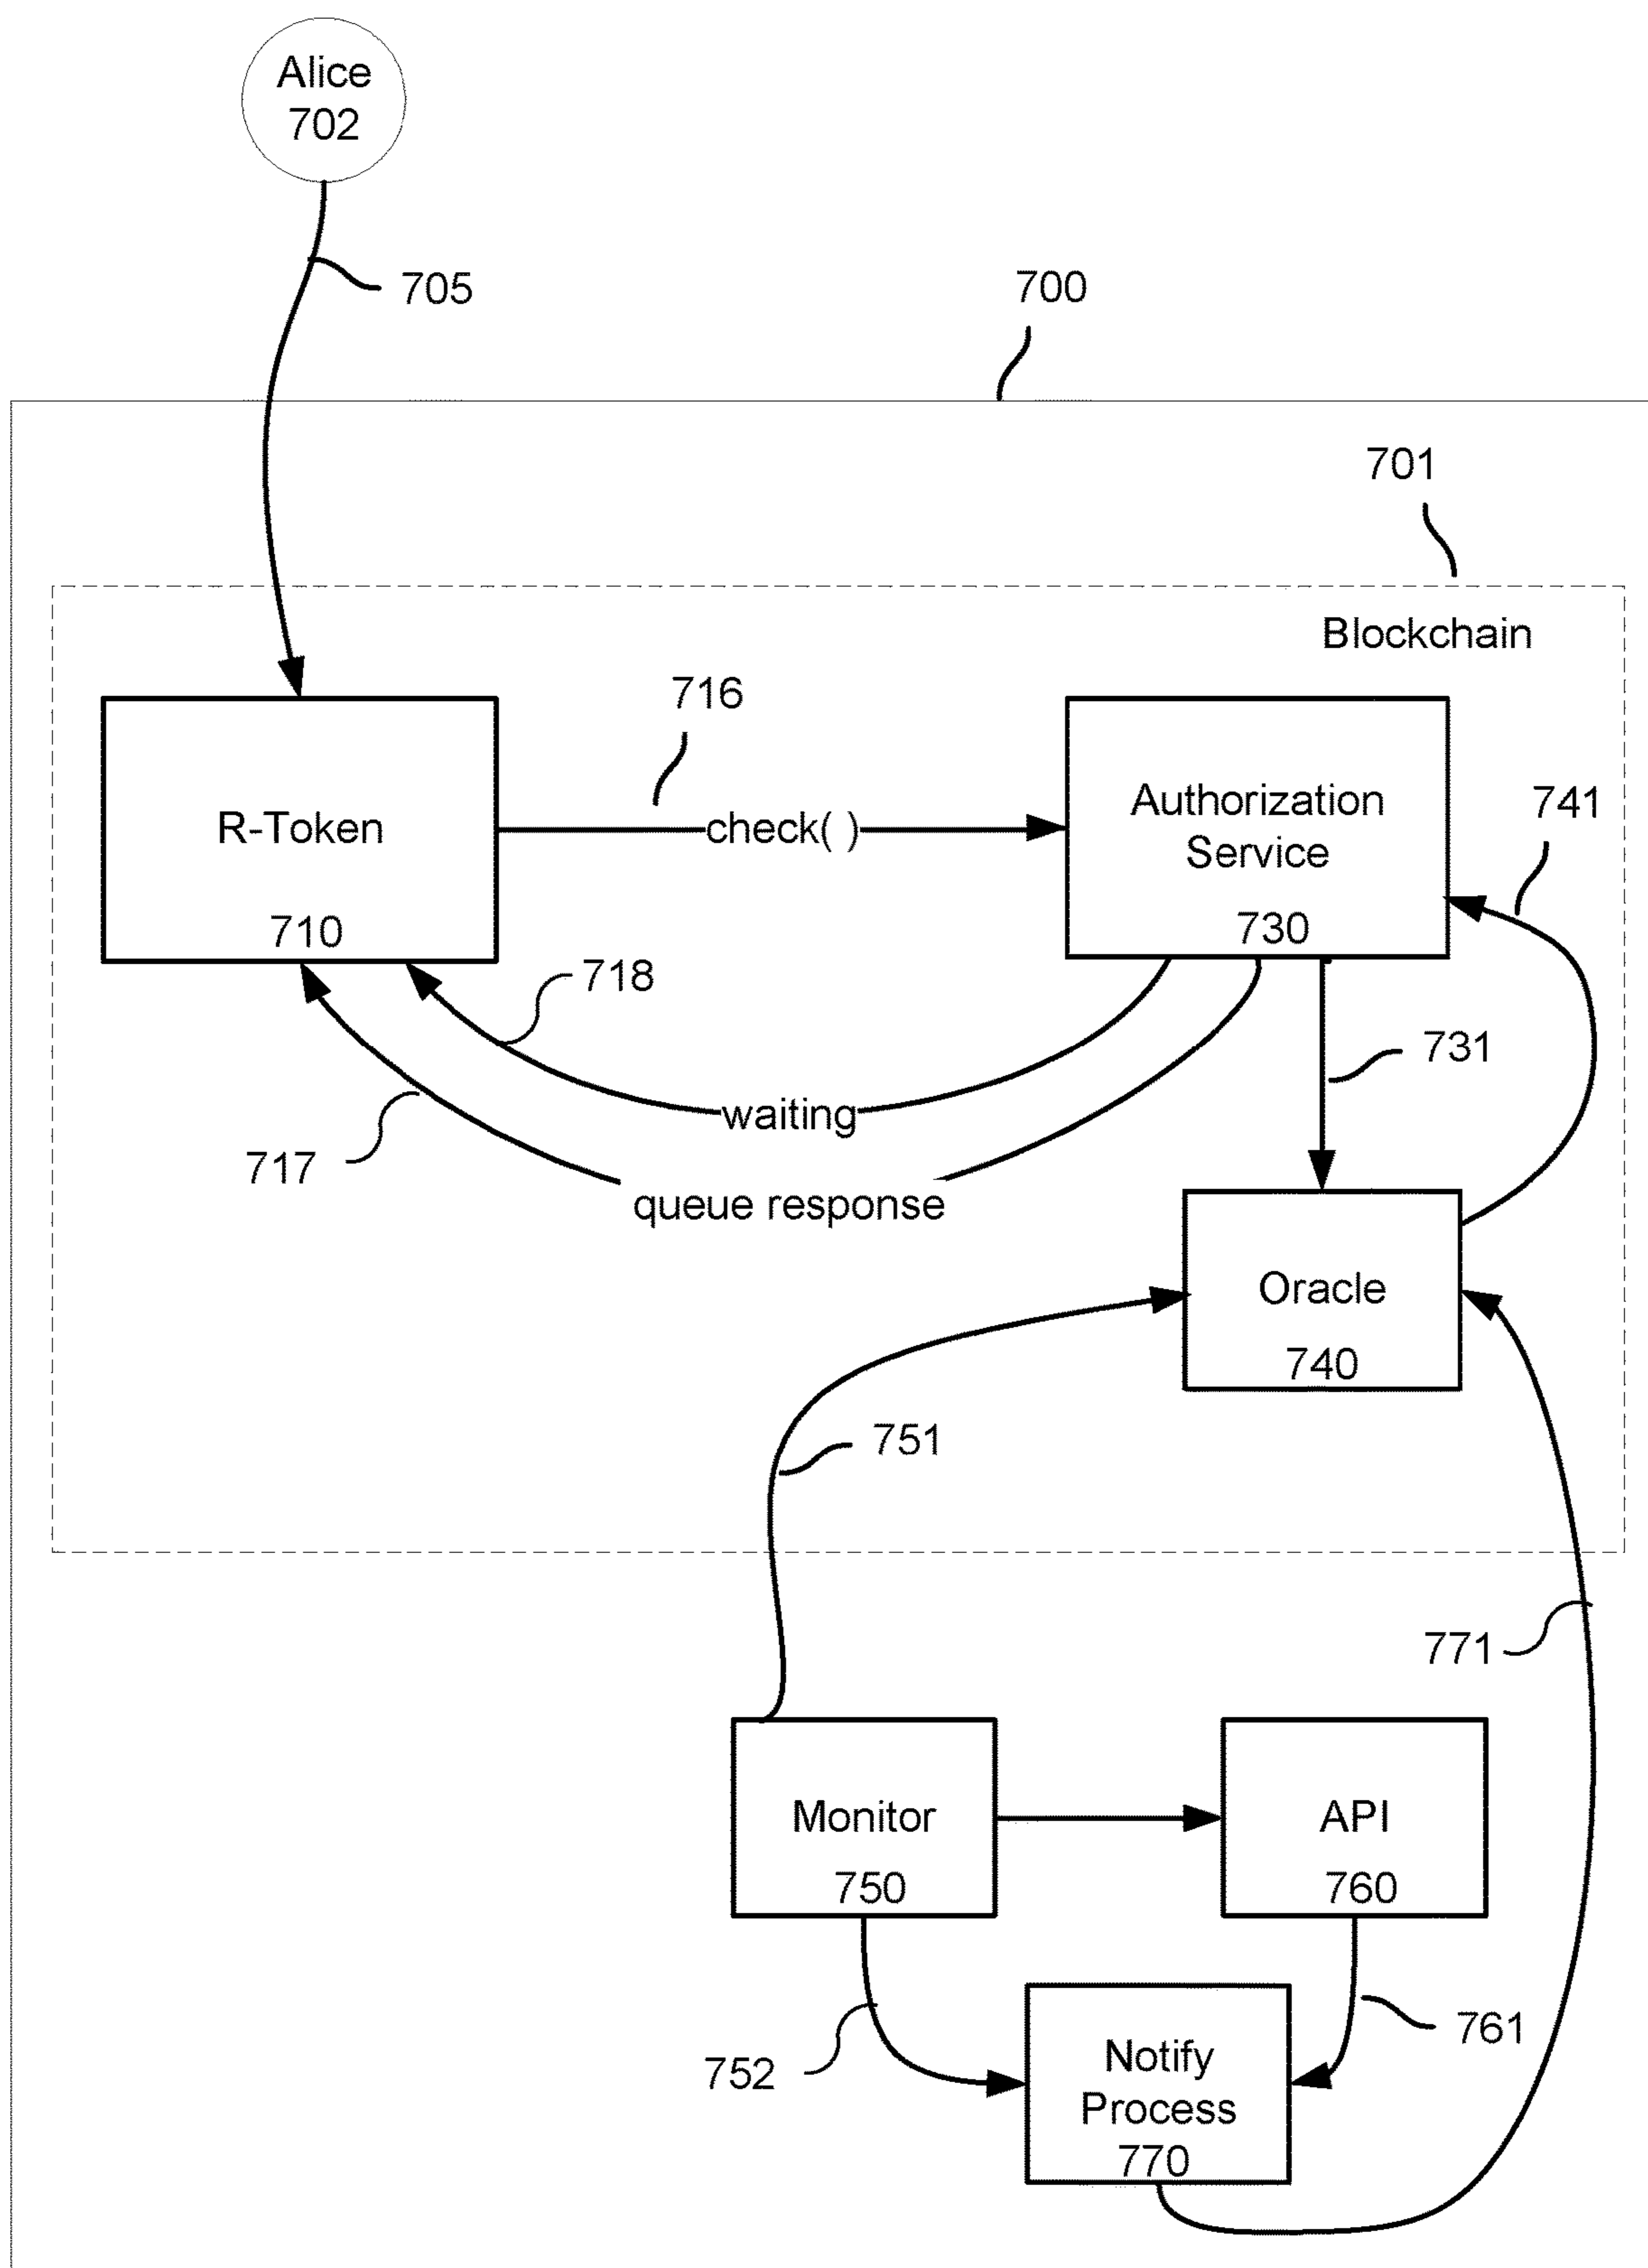 Alice
702
705
700
701
Blockchain
716
R-Token
710
check( )
Authorization
Service
730
741
718
731
waiting
717
queue response
Oracle
740
751
771
Monitor
750
API
760
752
761
Notify
Process
770